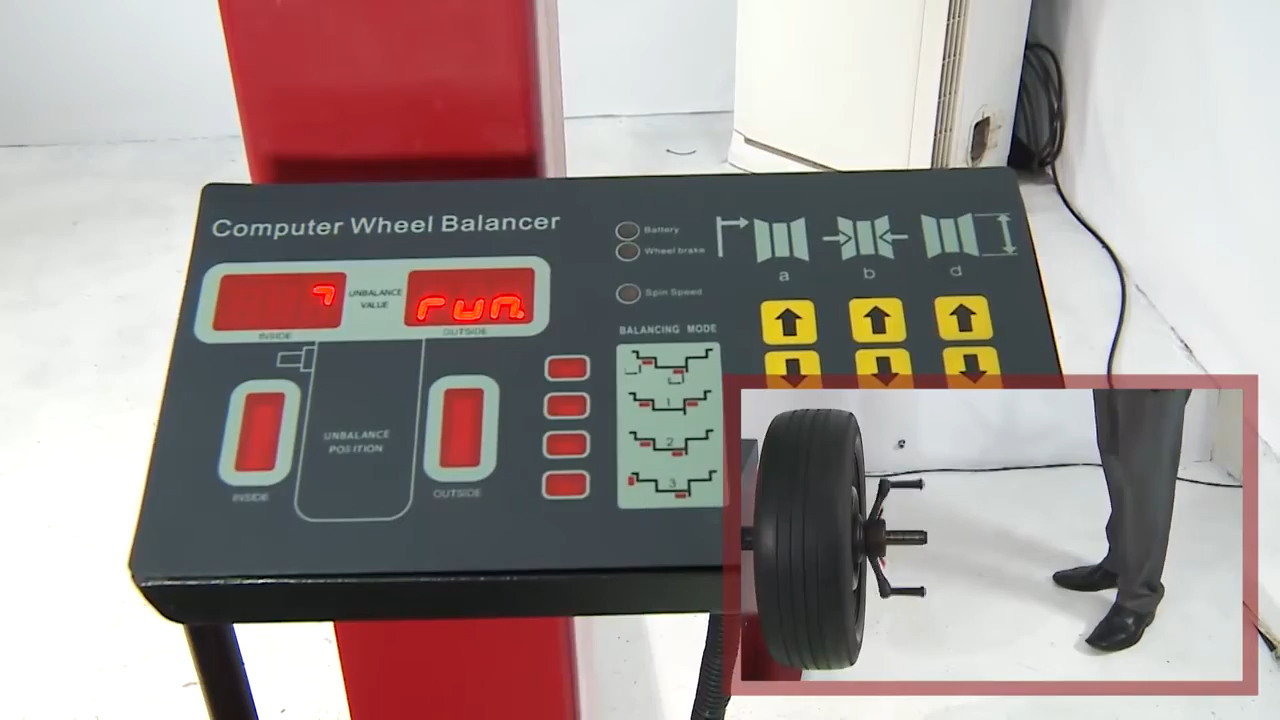 Computer Wheel Balancer
Battery
Wheel brake
Spin Speed
a
b
d
7
UNBALANCE
VALUE
run.
INSIDE
OUTSIDE
BALANCING MODE
1
2
3
UNBALANCE
POSITION
INSIDE
OUTSIDE